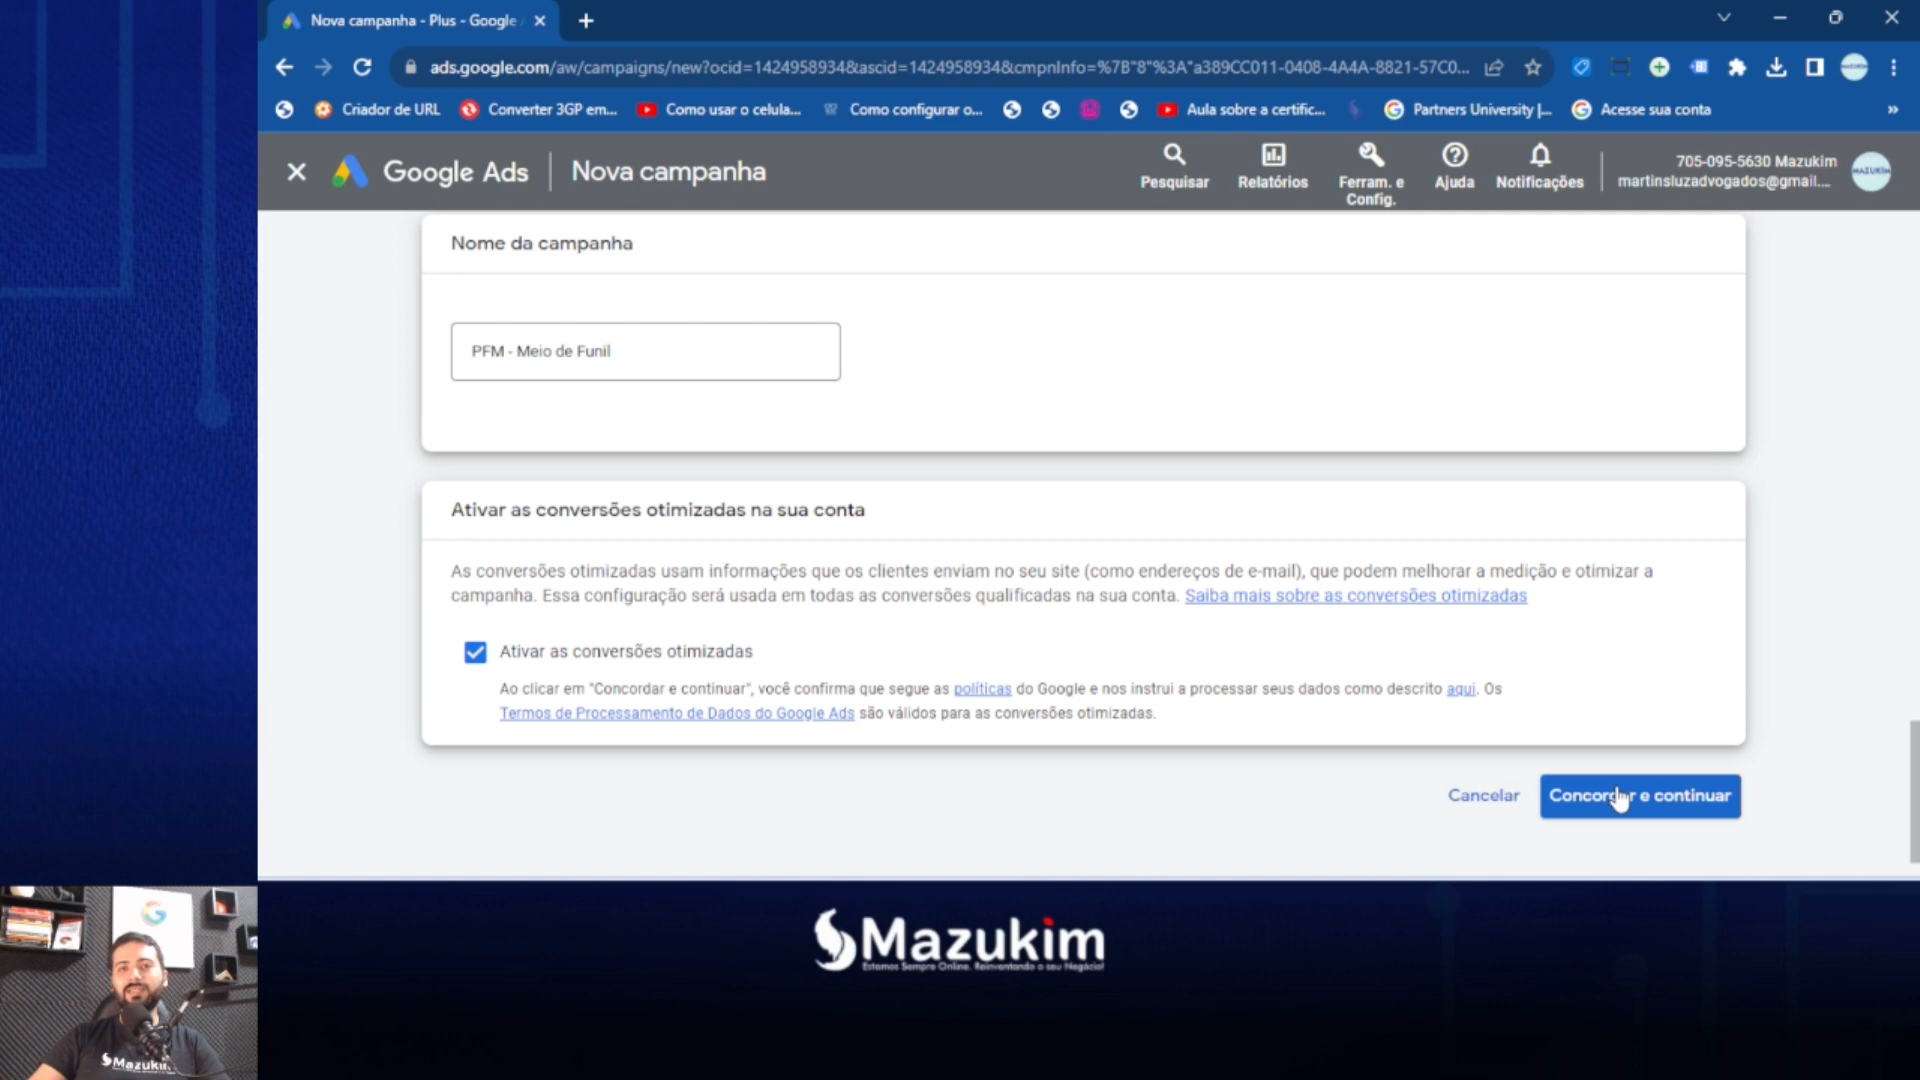 Nova campanha - Plus - Google
ads.google.com/aw/campaigns/new?ocid=1424958934&ascid=1424958934&cmpnInfo=%7B"8"%3A"a389CC011-0408-4A4A-8821-57C0...
Criador de URL
Converter 3GP em...
Como usar o celula...
Como configurar o...
Aula sobre a certific...
Partners University |...
Acesse sua conta
»
Google Ads
Nova campanha
Pesquisar
Relatórios
Ferram. e
Config.
Ajuda
Notificações
705-095-5630 Mazukim
martinsluzadvogados@gmail....
MAZUKIM
Nome da campanha
PFM - Meio de Funil
Ativar as conversões otimizadas na sua conta
As conversões otimizadas usam informações que os clientes enviam no seu site (como endereços de e-mail), que podem melhorar a medição e otimizar a
campanha. Essa configuração será usada em todas as conversões qualificadas na sua conta. Saiba mais sobre as conversões otimizadas
Ativar as conversões otimizadas
Ao clicar em "Concordar e continuar", você confirma que segue as políticas do Google e nos instrui a processar seus dados como descrito aqui. Os
Termos de Processamento de Dados do Google Ads são válidos para as conversões otimizadas.
Cancelar
Concordar e continuar
Mazukim
Estamos Sempre Online. Reinventando o seu Negócio!
Mazukim